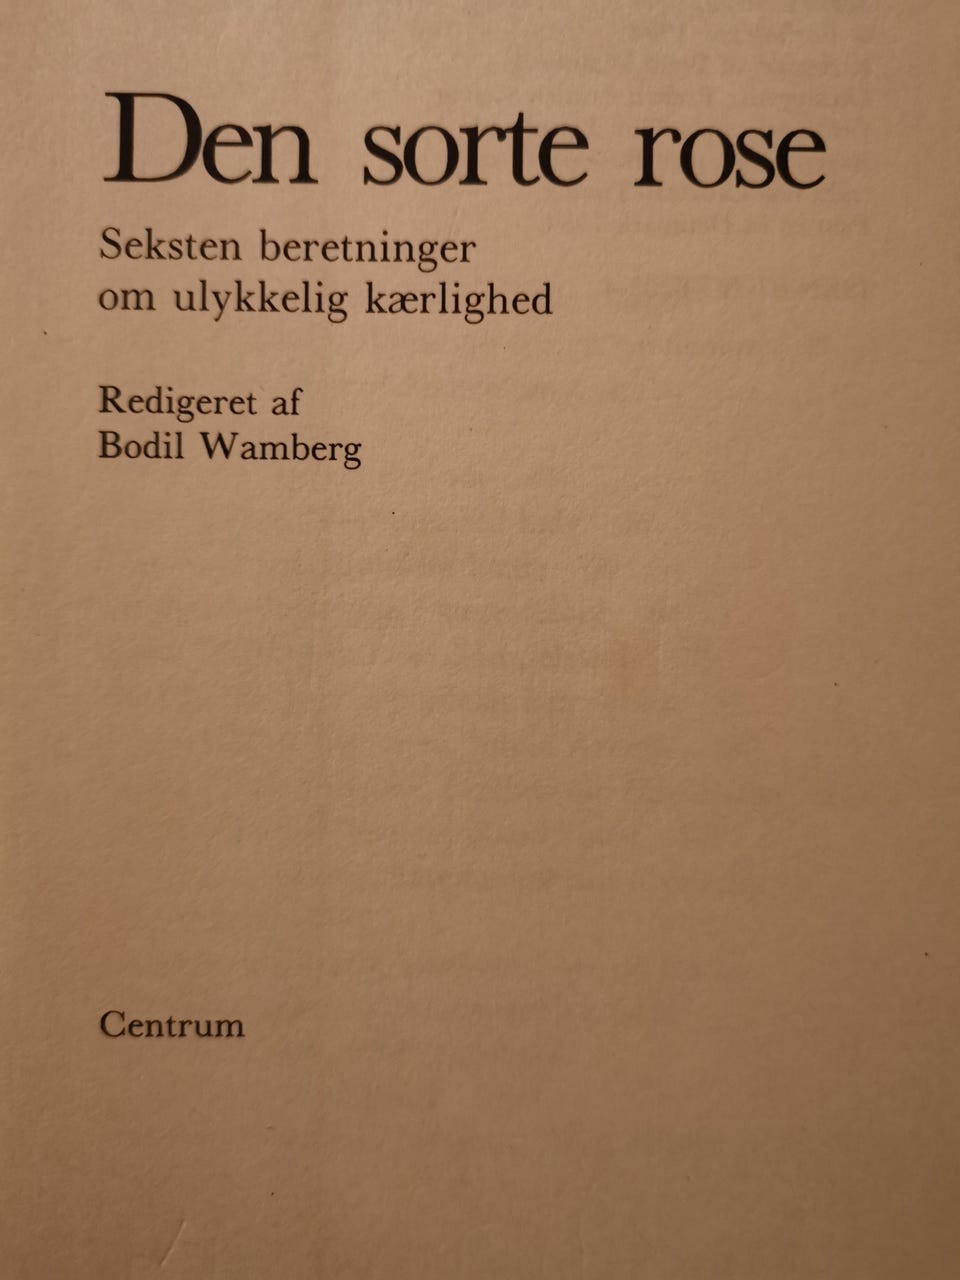 Den sorte rose
Seksten beretninger
om ulykkelig kærlighed
Redigeret af
Bodil Wamberg
Centrum